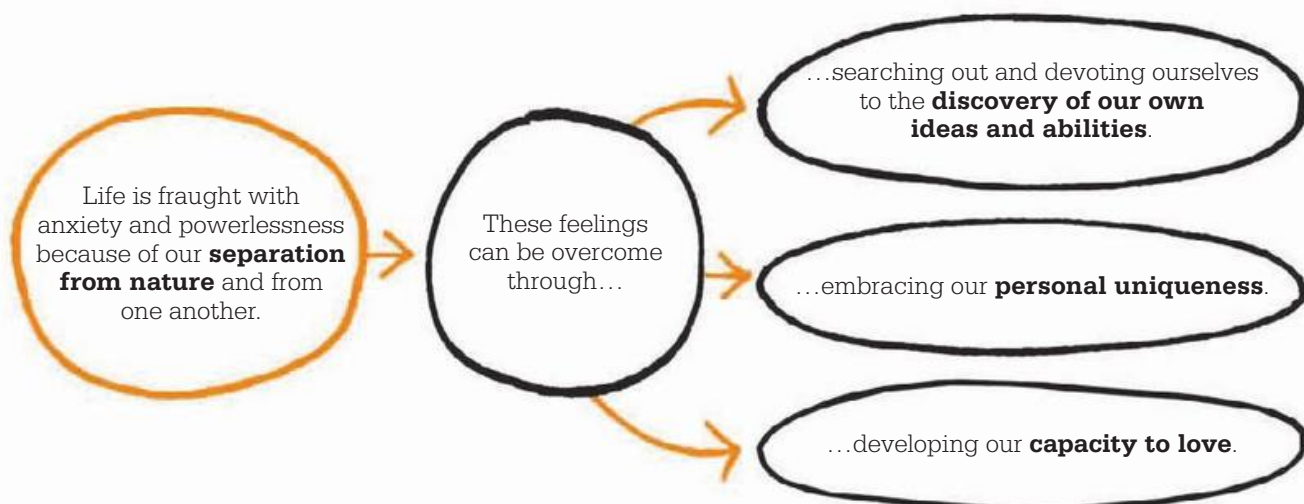 Life is fraught with
anxiety and powerlessness
because of our separation
from nature and from
one another.
These feelings
can be overcome
through…
…searching out and devoting ourselves
to the discovery of our own
ideas and abilities.
…embracing our personal uniqueness.
…developing our capacity to love.